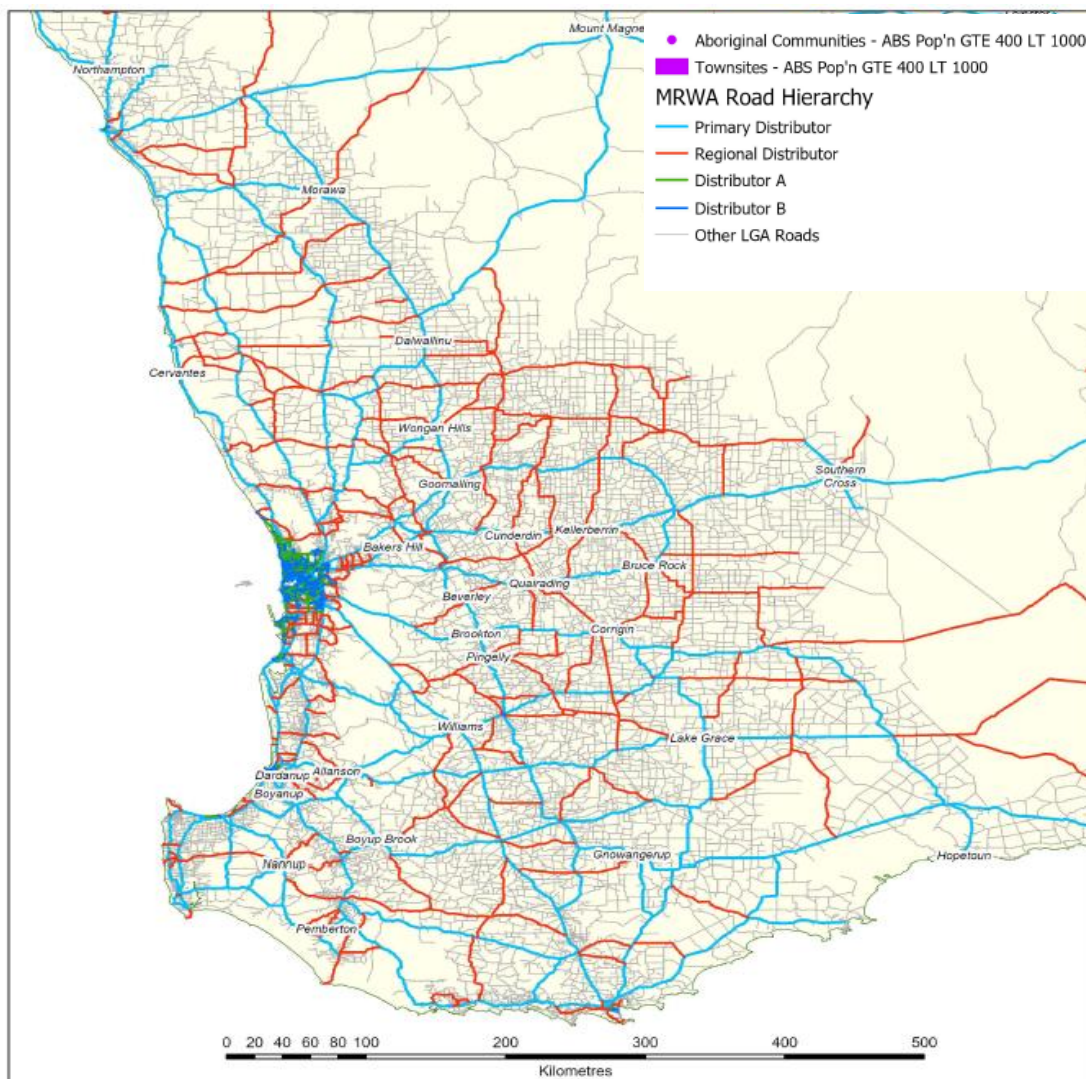 Mount Magne
Aboriginal Communities - ABS Pop'n GTE 400 LT 1000
Townsites - ABS Pop'n GTE 400 LT 1000
MRWA Road Hierarchy
Primary Distributor
Regional Distributor
Distributor A
Distributor B
Other LGA Roads
Northampton
Morawa
Dalwallinu
Cervantes
Wongan Hills
Goomalling
Southern
Cross
Cunderdin
Kellerberrin
Bakers Hill
Bruce Rock
Quairading
Beverley
Brookton
Corrigin
Pingelly
Williams
Lake Grace
Dardanup
Allanson
Boyanup
Boyup Brook
Gnowangerup
Hopetoun
Nannup
Pemberton
0 20 40 60 80 100 200 300 400 500
Kilometres